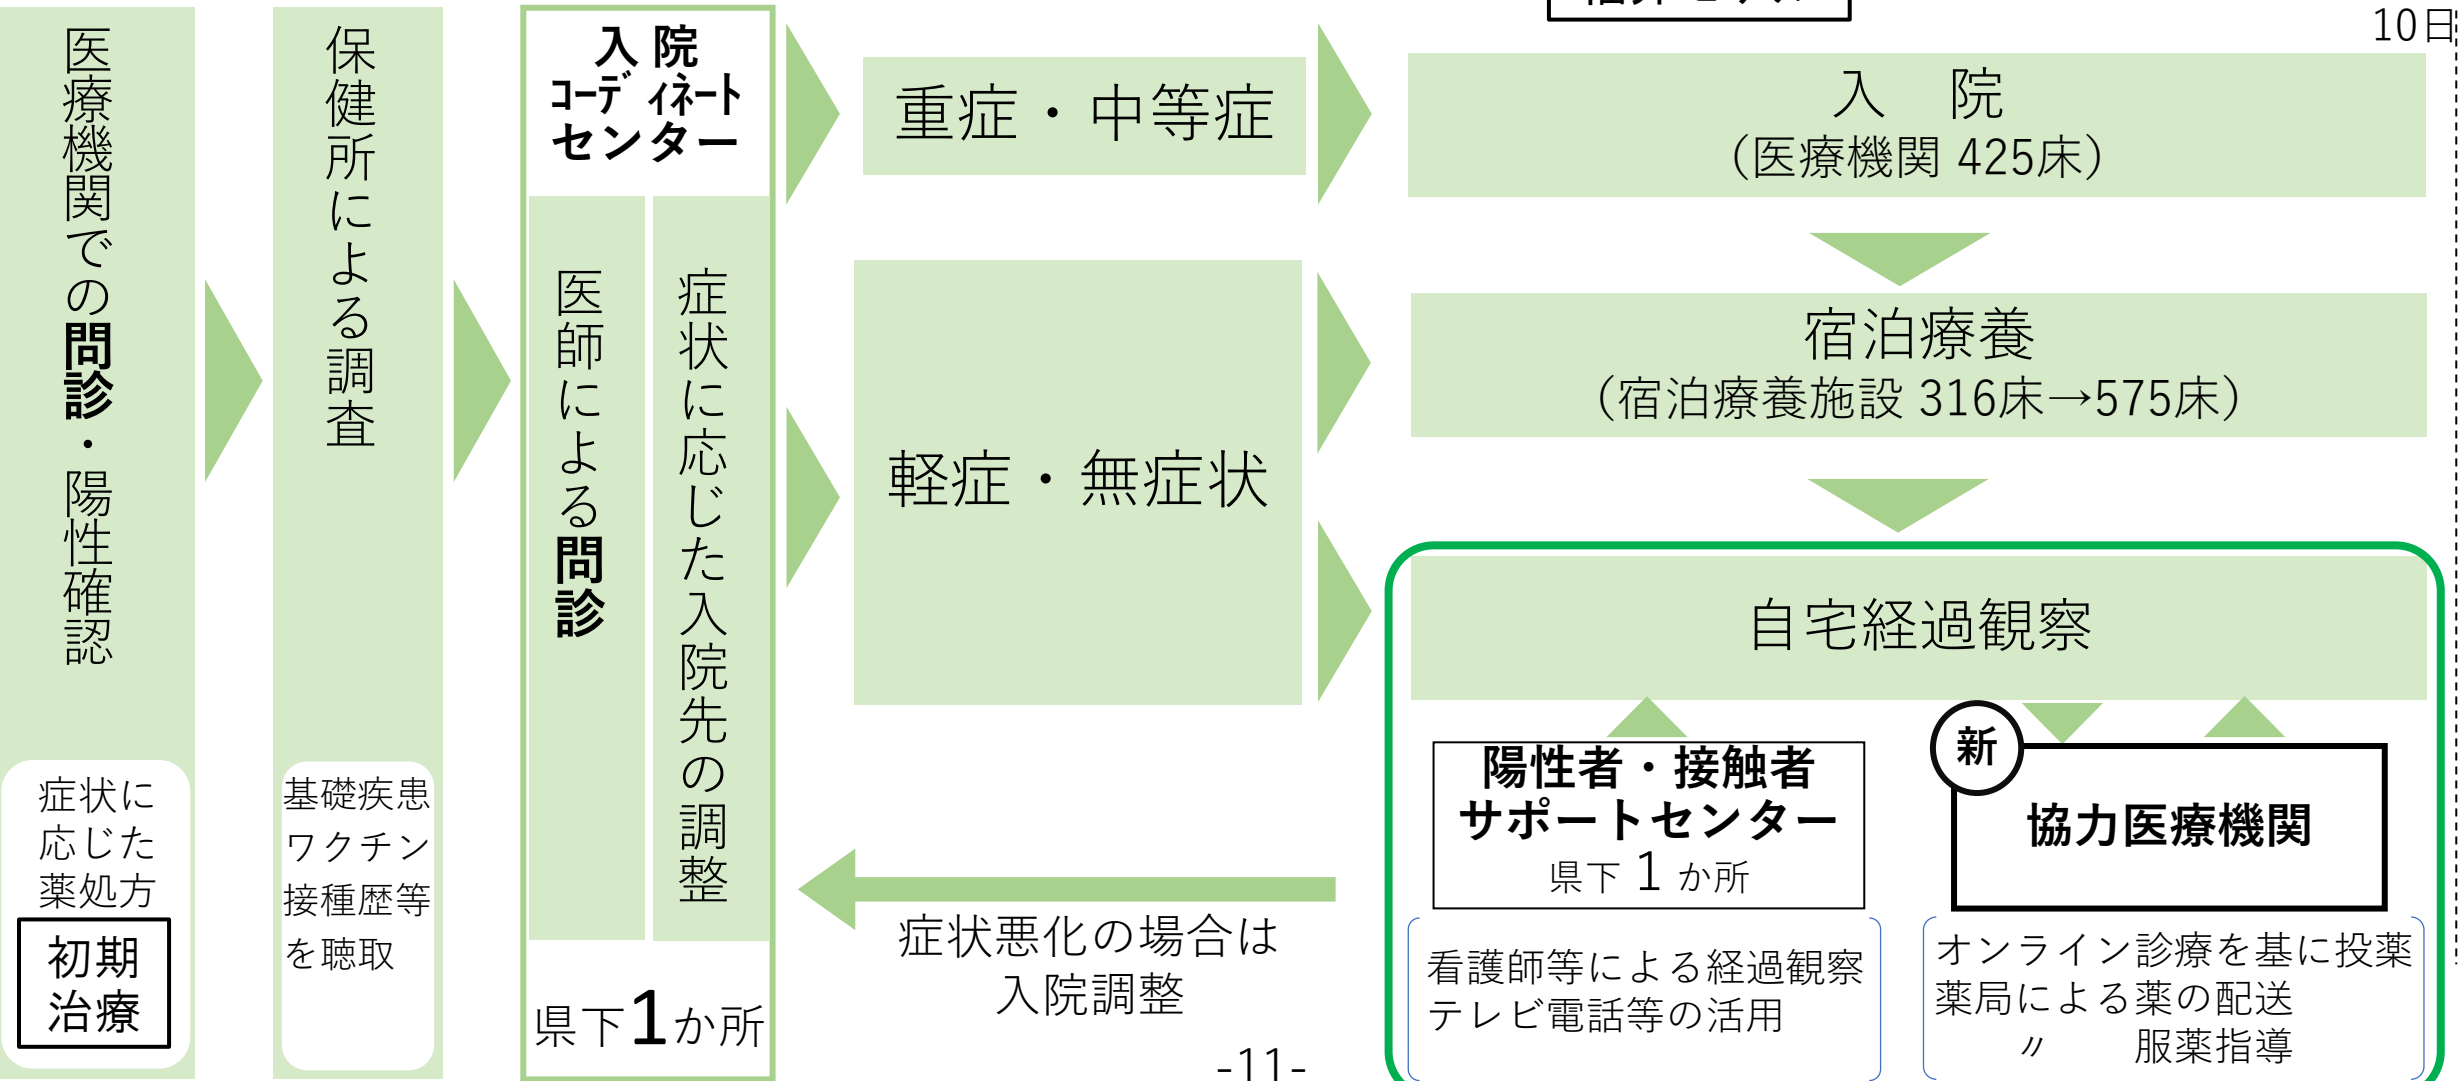 10日
医療機関での問診・陽性確認
症状に
応じた
薬処方
初期
治療
保健所による調査
基礎疾患
ワクチン
接種歴等
を聴取
入 院
コーディネート
センター
医師による問診
症状に応じた入院先の調整
県下1か所
重症・中等症
軽症・無症状
入　院
（医療機関 425床）
宿泊療養
（宿泊療養施設 316床→575床）
自宅経過観察
陽性者・接触者
サポートセンター
県下 1 か所
看護師等による経過観察
テレビ電話等の活用
新
協力医療機関
オンライン診療を基に投薬
薬局による薬の配送
〃　　服薬指導
症状悪化の場合は
入院調整
-11-